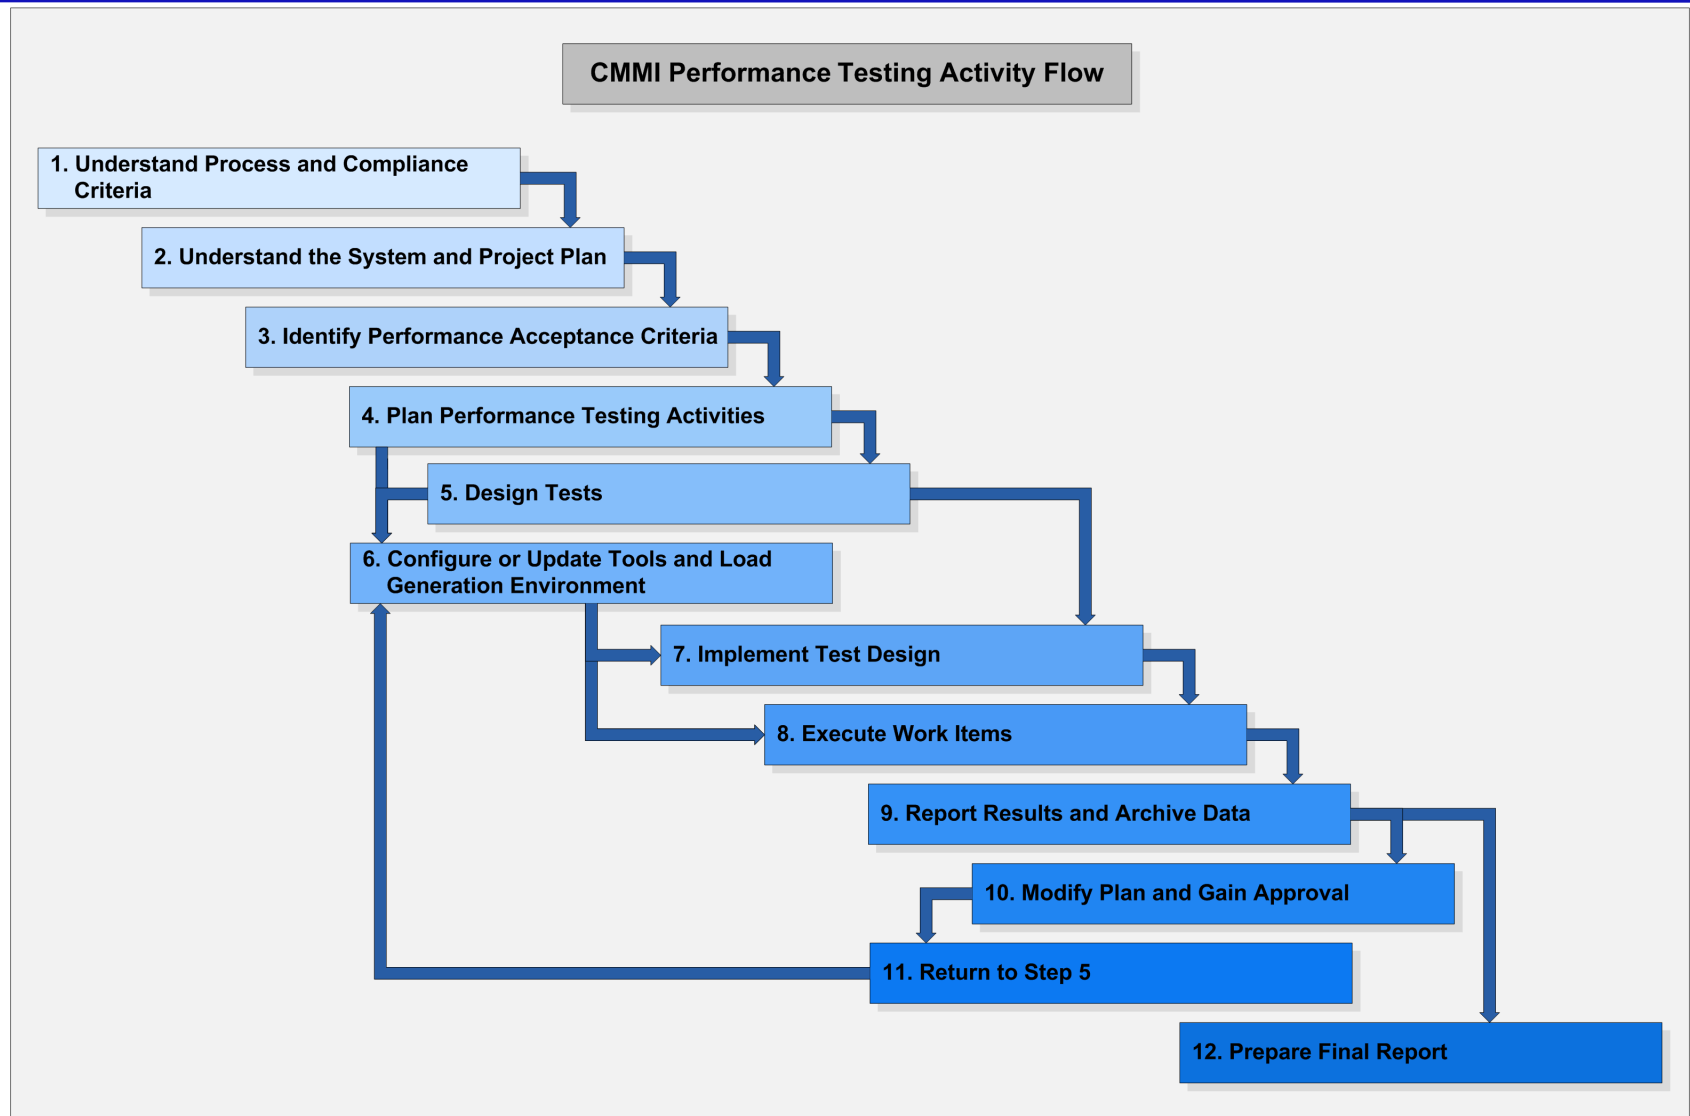 CMMI Performance Testing Activity Flow
1. Understand Process and Compliance
Criteria
2. Understand the System and Project Plan
3. Identify Performance Acceptance Criteria
4. Plan Performance Testing Activities
5. Design Tests
6. Configure or Update Tools and Load
Generation Environment
7. Implement Test Design
8. Execute Work Items
9. Report Results and Archive Data
10. Modify Plan and Gain Approval
11. Return to Step 5
12. Prepare Final Report